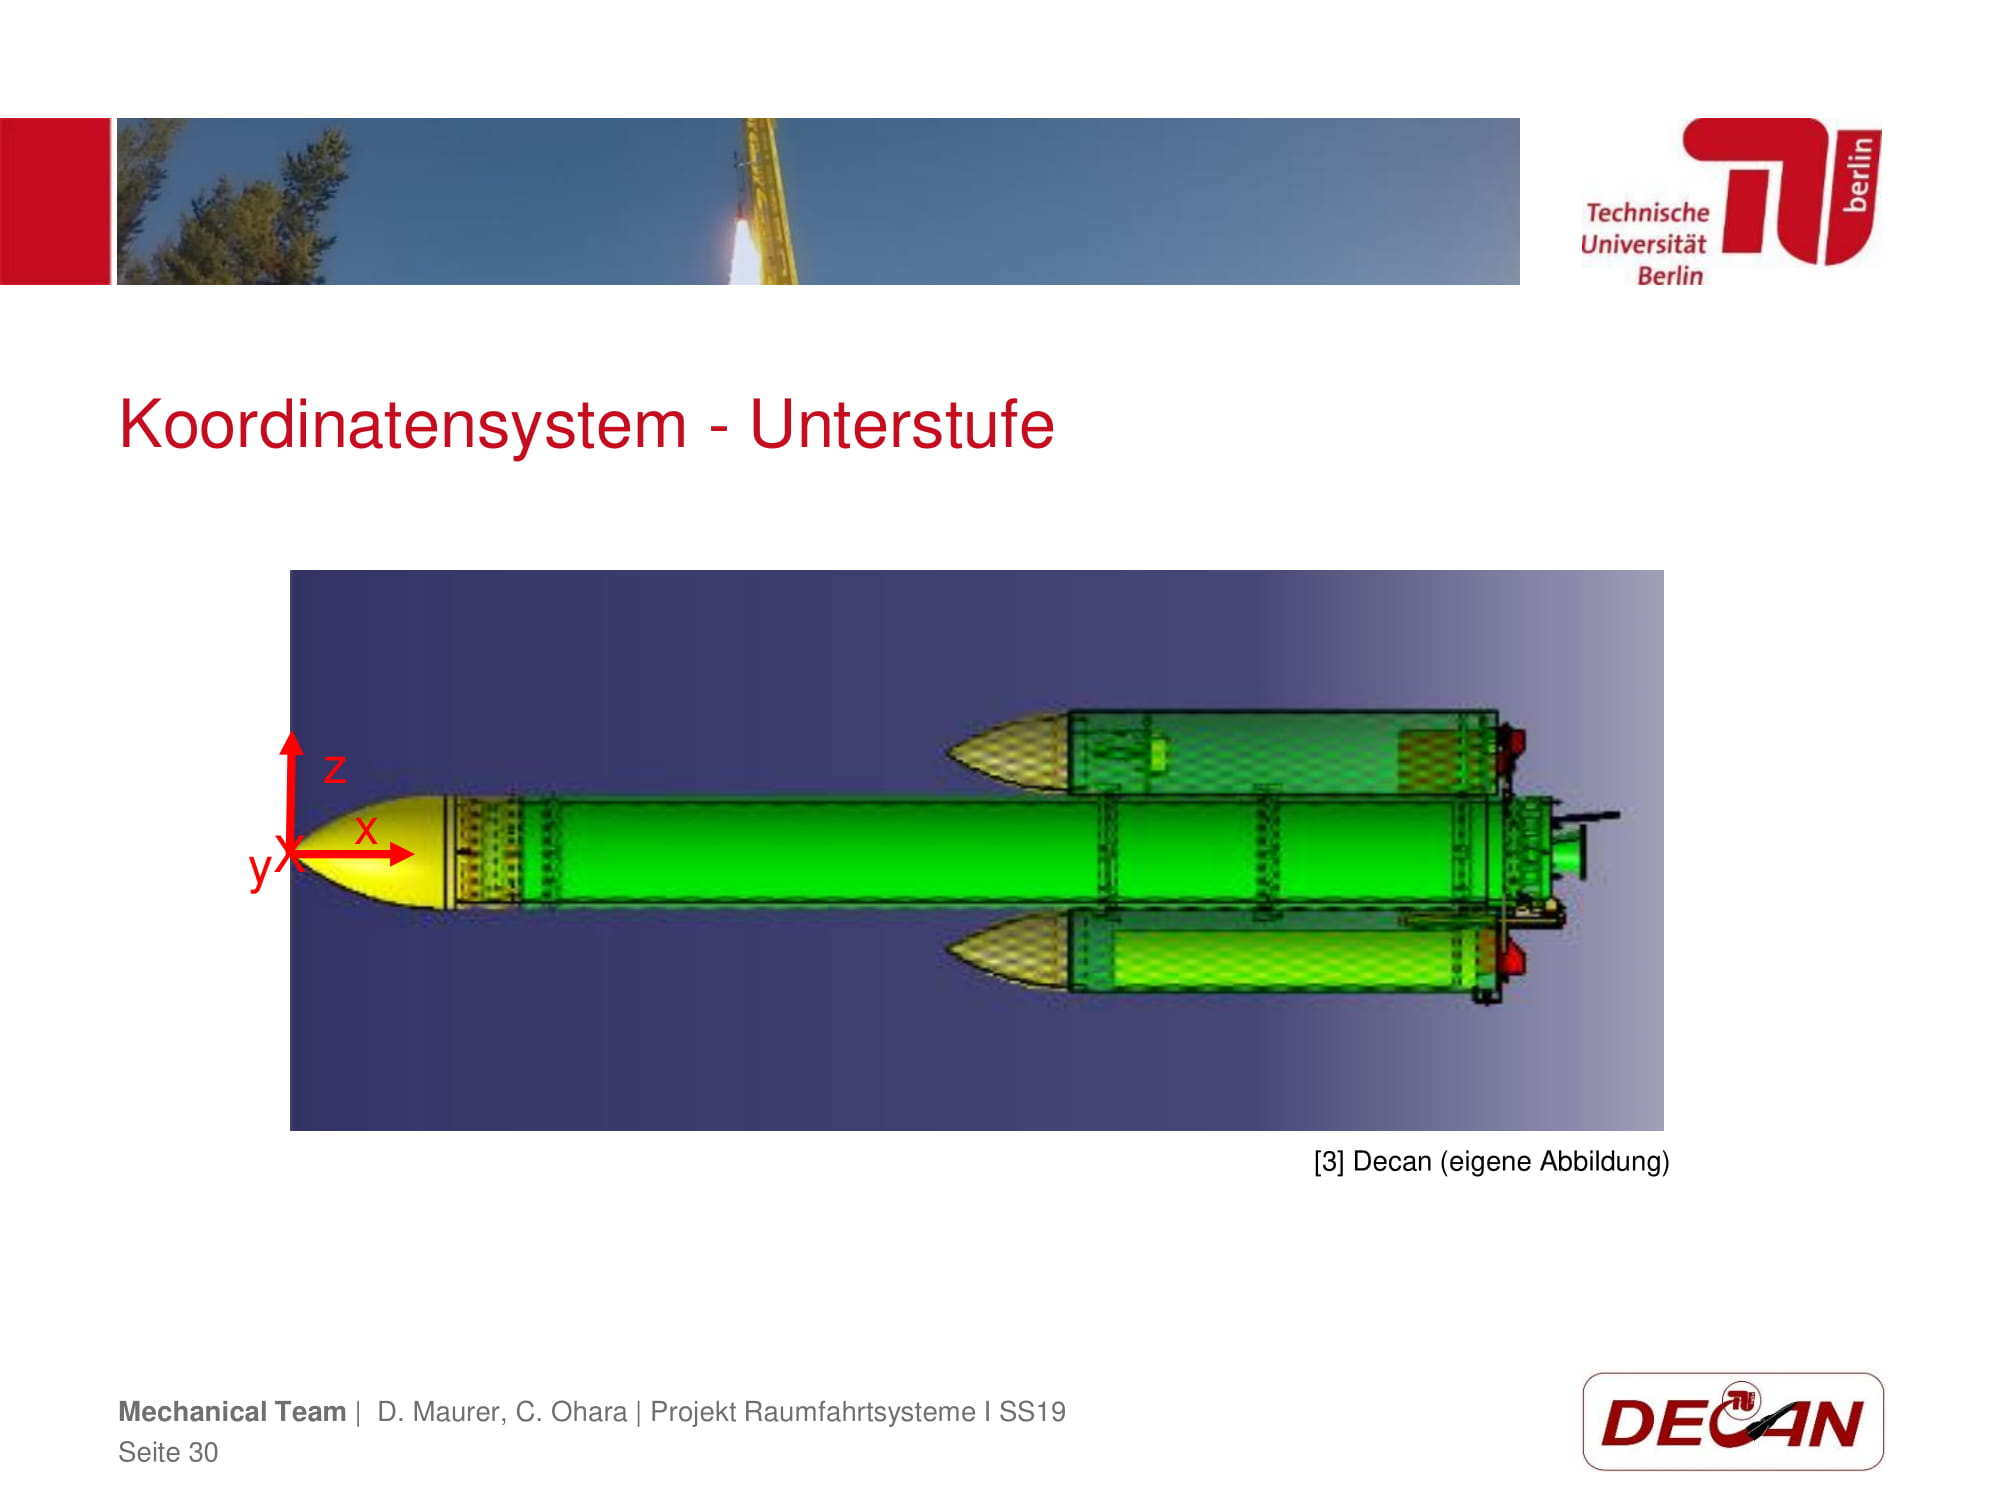 Technische
Universität
Berlin
berlin
Koordinatensystem - Unterstufe
z
x
y
X
[3] Decan (eigene Abbildung)
Mechanical Team | D. Maurer, C. Ohara | Projekt Raumfahrtsysteme I SS19
Seite 30
DECAN